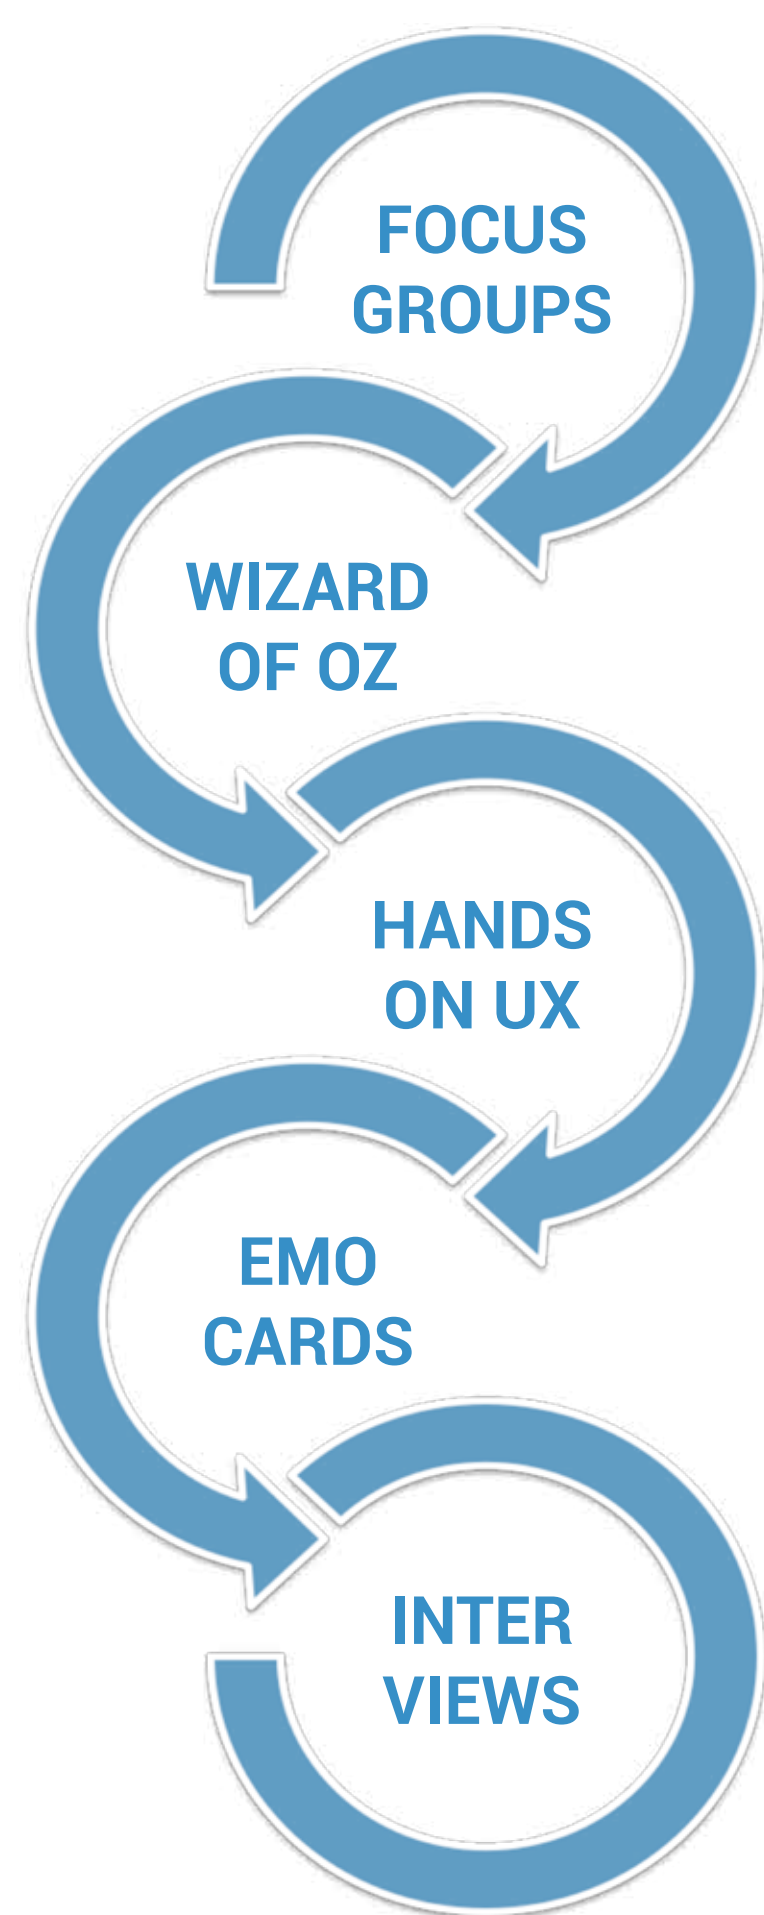 FOCUS
GROUPS
WIZARD
OF OZ
HANDS
ON UX
EMO
CARDS
INTER
VIEWS